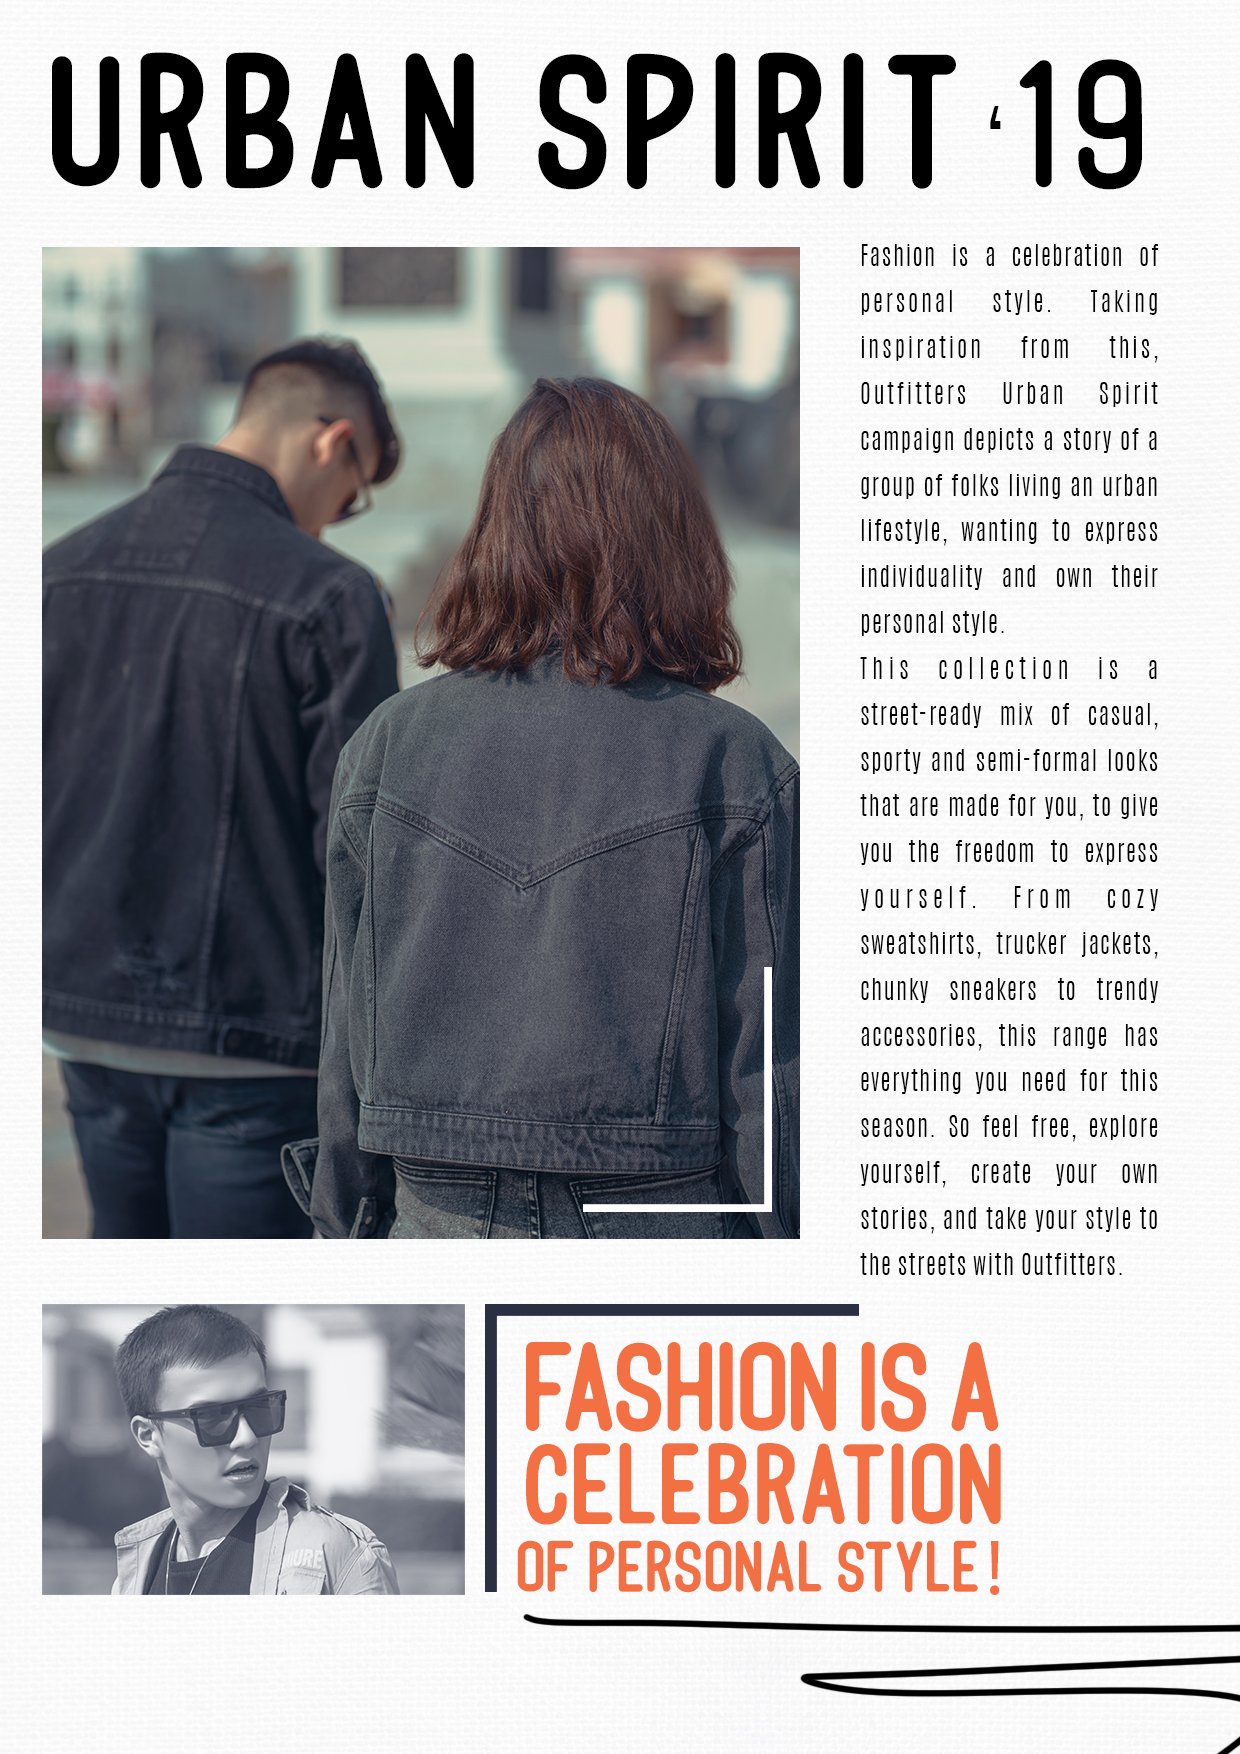 URBAN SPIRIT ‘19
Fashion is a celebration of
personal style. Taking
inspiration from this,
Outfitters Urban Spirit
campaign depicts a story of a
group of folks living an urban
lifestyle, wanting to express
individuality and own their
personal style.
This collection is a
street-ready mix of casual,
sporty and semi-formal looks
that are made for you, to give
you the freedom to express
yourself. From cozy
sweatshirts, trucker jackets,
chunky sneakers to trendy
accessories, this range has
everything you need for this
season. So feel free, explore
yourself, create your own
stories, and take your style to
the streets with Outfitters.
FASHION IS A
CELEBRATION
OF PERSONAL STYLE!